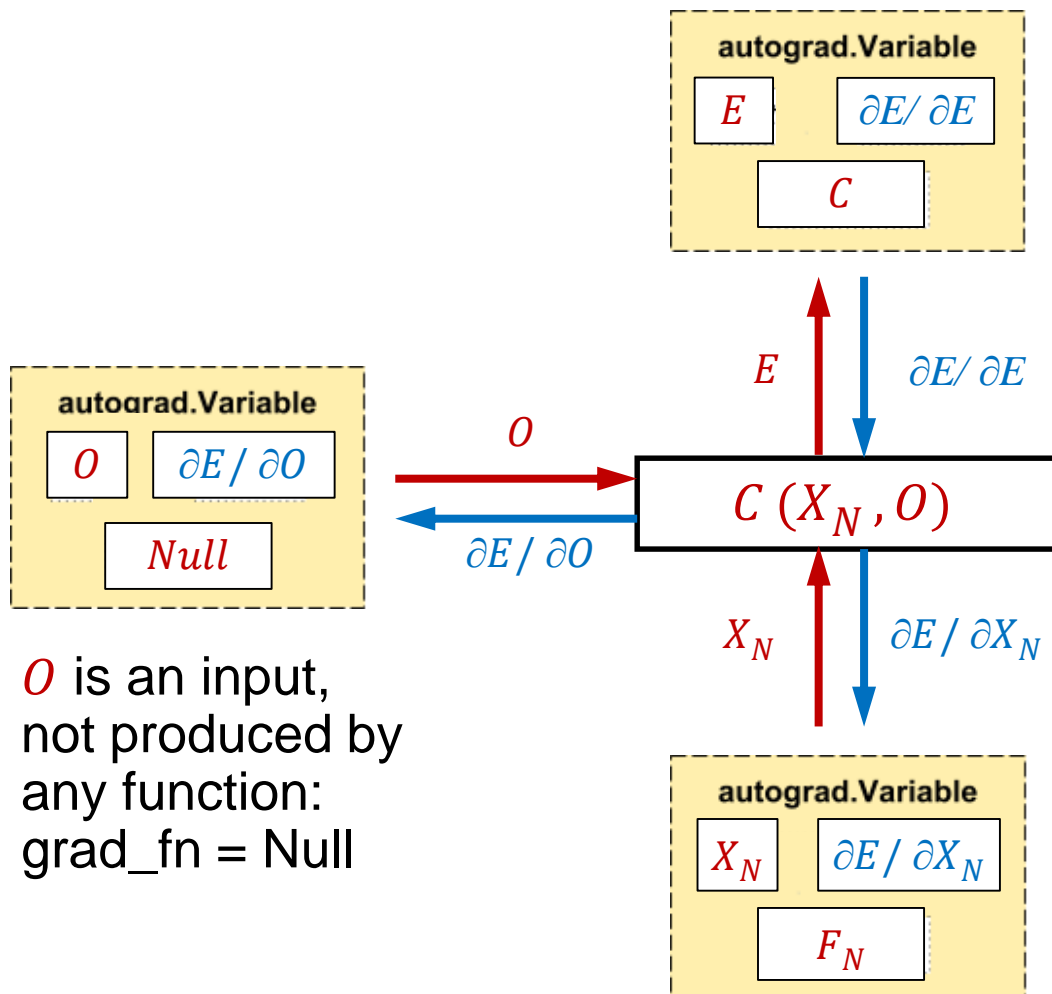 autograd.Variable
E
∂E/ ∂E
C
E
∂E/ ∂E
autograd.Variable
O
∂E/ ∂O
Null
O
∂E/ ∂O
C (X_N, O)
X_N
∂E/ ∂X_N
O is an input,
not produced by
any function:
grad_fn = Null
autograd.Variable
X_N
∂E/ ∂X_N
F_N